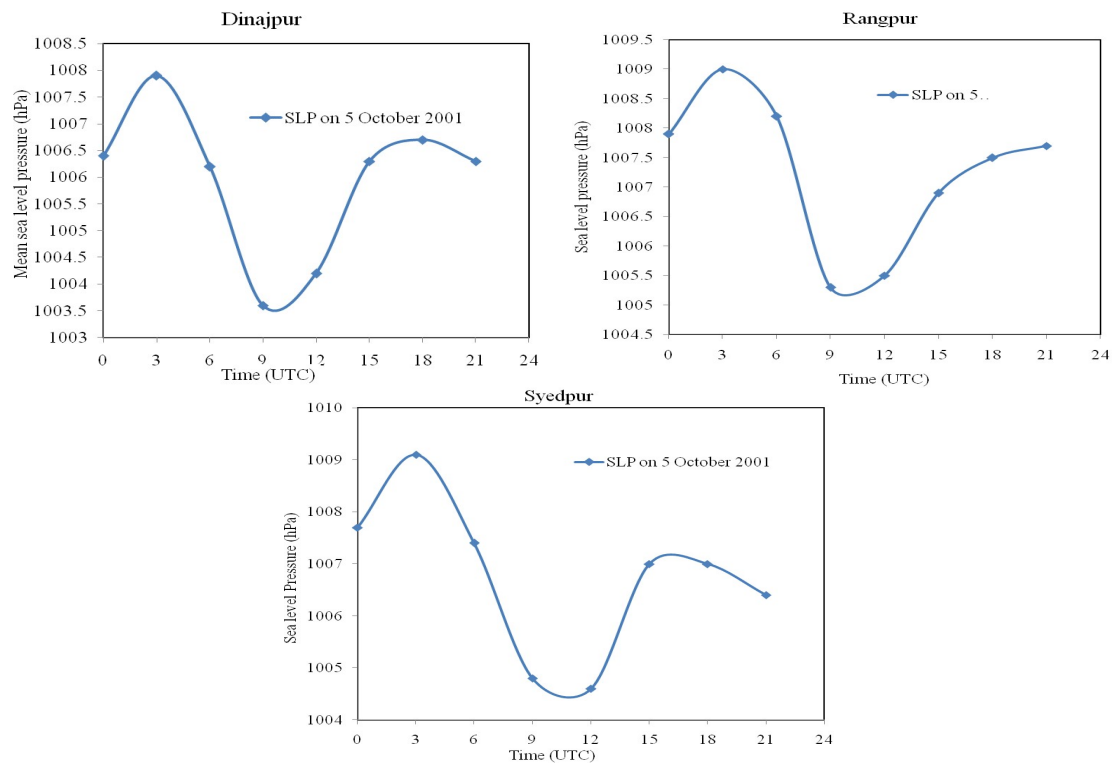 Dinajpur
Mean sea level pressure (hPa)
1008.5
1008
1007.5
1007
1006.5
1006
1005.5
1005
1004.5
1004
1003.5
1003
SLP on 5 October 2001
0 3 6 9 12 15 18 21 24
Time (UTC)
Rangpur
Sea level pressure (hPa)
1009.5
1009
1008.5
1008
1007.5
1007
1006.5
1006
1005.5
1005
1004.5
SLP on 5..
0 3 6 9 12 15 18 21 24
Time (UTC)
Syedpur
Sea level Pressure (hPa)
1010
1009
1008
1007
1006
1005
1004
SLP on 5 October 2001
0 3 6 9 12 15 18 21 24
Time (UTC)